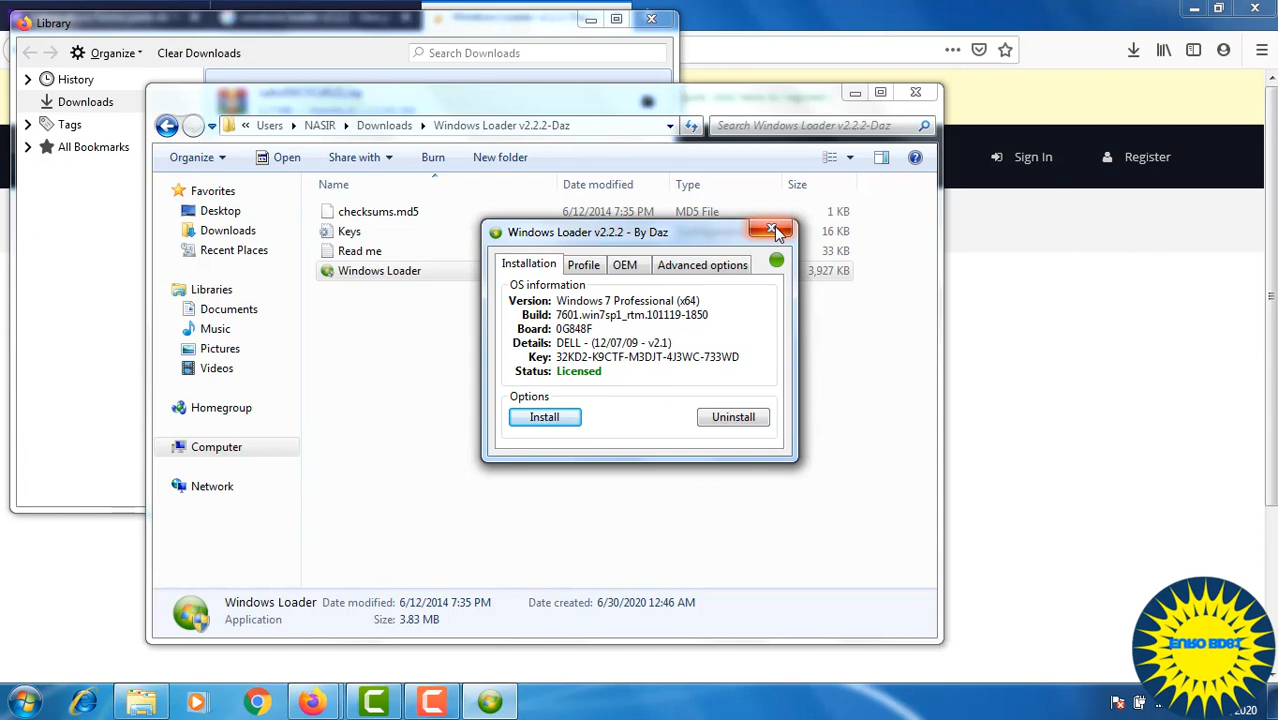 Library
Organize
Clear Downloads
Search Downloads
History
Downloads
Tags
All Bookmarks
Sign In
Register
« Users NASIR Downloads Windows Loader v2.2.2-Daz
Search Windows Loader v2.2.2-Daz
Organize Open Share with Burn New folder
Favorites
Desktop
Downloads
Recent Places
Libraries
Documents
Music
Pictures
Videos
Homegroup
Computer
Network
Name Date modified Type Size
checksums.md5 6/12/2014 7:35 PM MD5 File 1 KB
Keys 16 KB
Read me 33 KB
Windows Loader 3,927 KB
Windows Loader v2.2.2 - By Daz
Installation Profile OEM Advanced options
OS information
Version: Windows 7 Professional (x64)
Build: 7601.win7sp1_rtm.101119-1850
Board: 0G848F
Details: DELL - (12/07/09 - v2.1)
Key: 32KD2-K9CTF-M3DJT-4J3WC-733WD
Status: Licensed
Options
Install
Uninstall
Windows Loader Date modified: 6/12/2014 7:35 PM Date created: 6/30/2020 12:46 AM
Application Size: 3.83 MB
2020